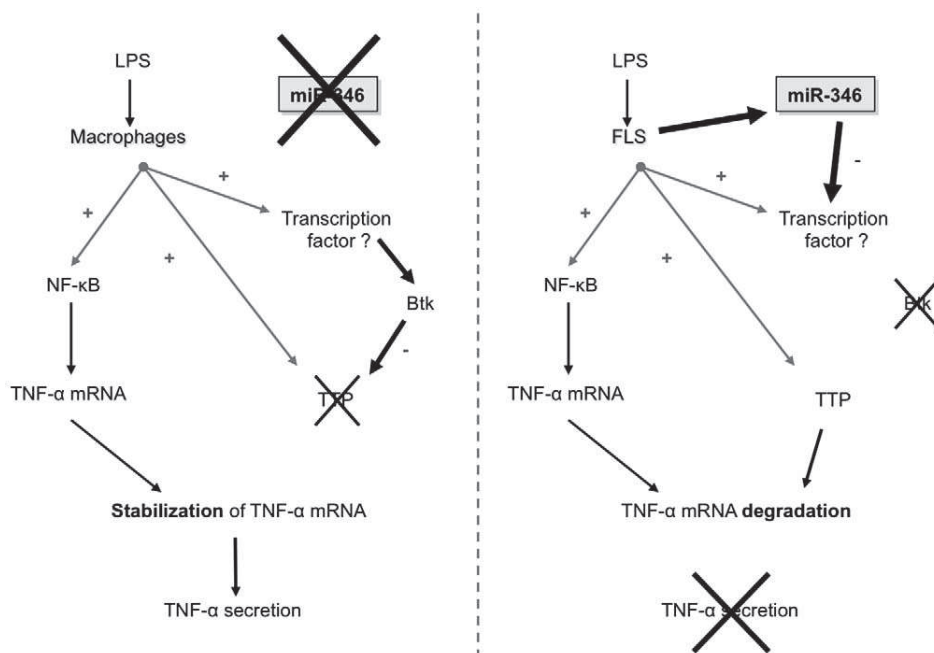 LPS
miR-346
Macrophages
+
+
+
Transcription
factor ?
NF-κB
Btk
-
TNF-α mRNA
TTP
Stabilization of TNF-α mRNA
TNF-α secretion
LPS
miR-346
FLS
-
+
+
+
Transcription
factor ?
NF-κB
Btk
TNF-α mRNA
TTP
TNF-α mRNA degradation
TNF-α secretion